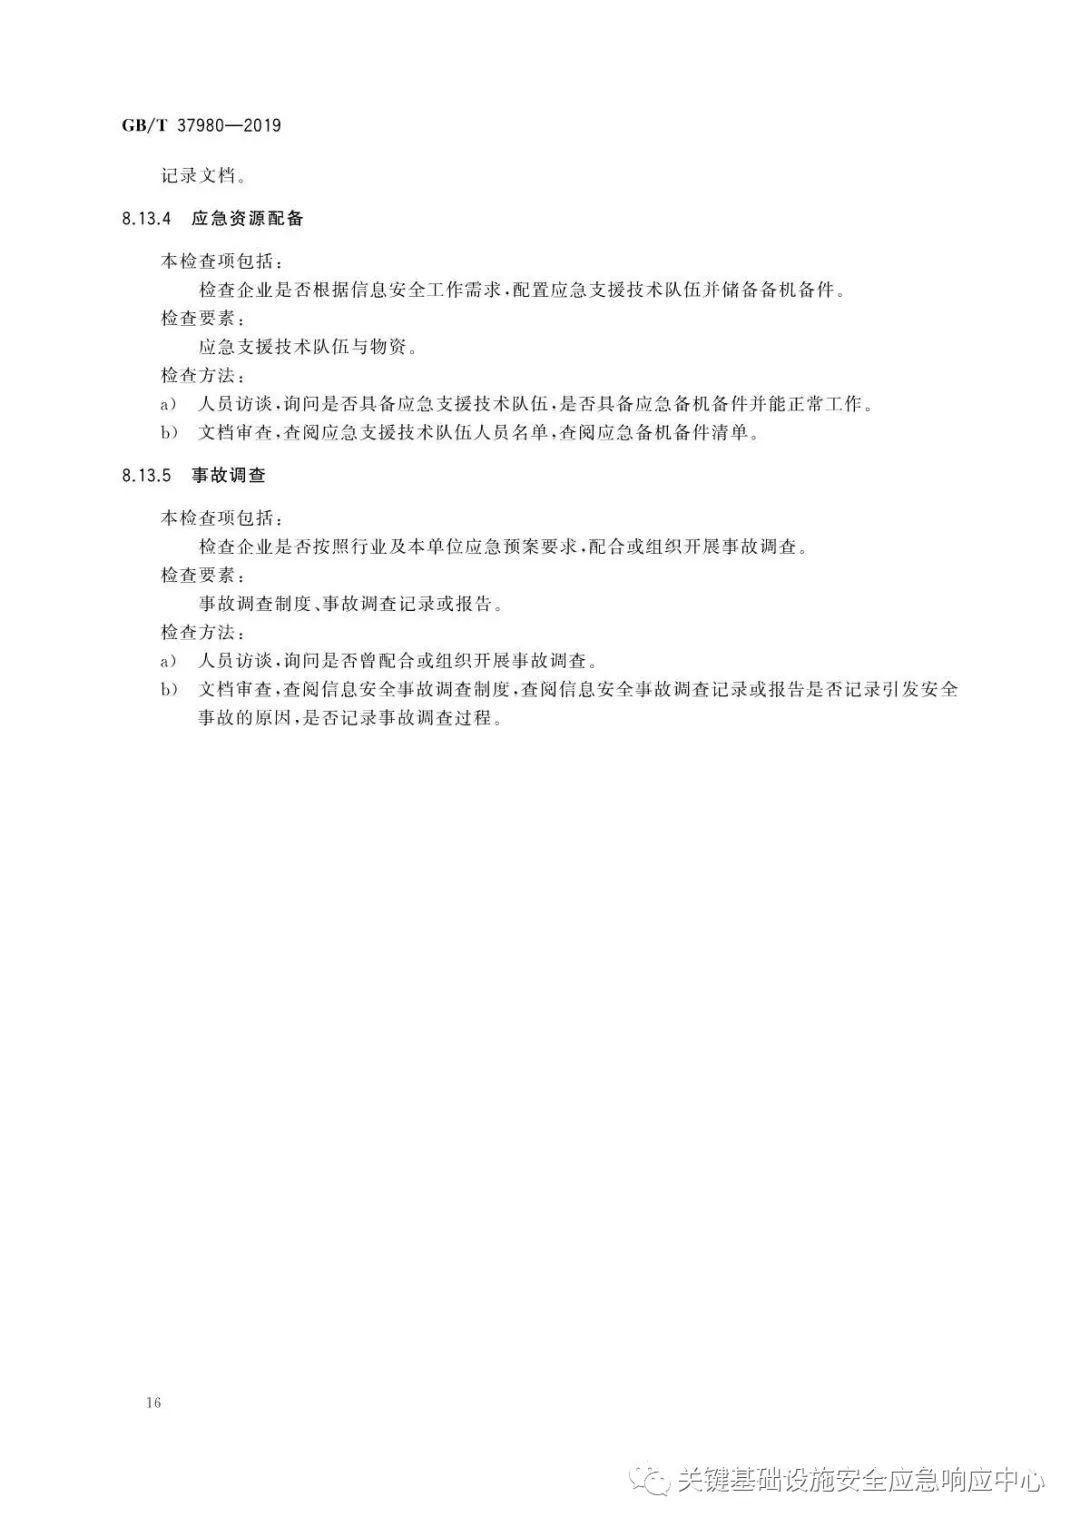 GB/T 37980—2019
记录文档。
8.13.4 应急资源配备
本检查项包括:
检查企业是否根据信息安全工作需求,配置应急支援技术队伍并储备备机备件。
检查要素:
应急支援技术队伍与物资。
检查方法:
a) 人员访谈,询问是否具备应急支援技术队伍,是否具备应急备机备件并能正常工作。
b) 文档审查,查阅应急支援技术队伍人员名单,查阅应急备机备件清单。
8.13.5 事故调查
本检查项包括:
检查企业是否按照行业及本单位应急预案要求,配合或组织开展事故调查。
检查要素:
事故调查制度、事故调查记录或报告。
检查方法:
a) 人员访谈,询问是否曾配合或组织开展事故调查。
b) 文档审查,查阅信息安全事故调查制度,查阅信息安全事故调查记录或报告是否记录引发安全
事故的原因,是否记录事故调查过程。
16
关键基础设施安全应急响应中心